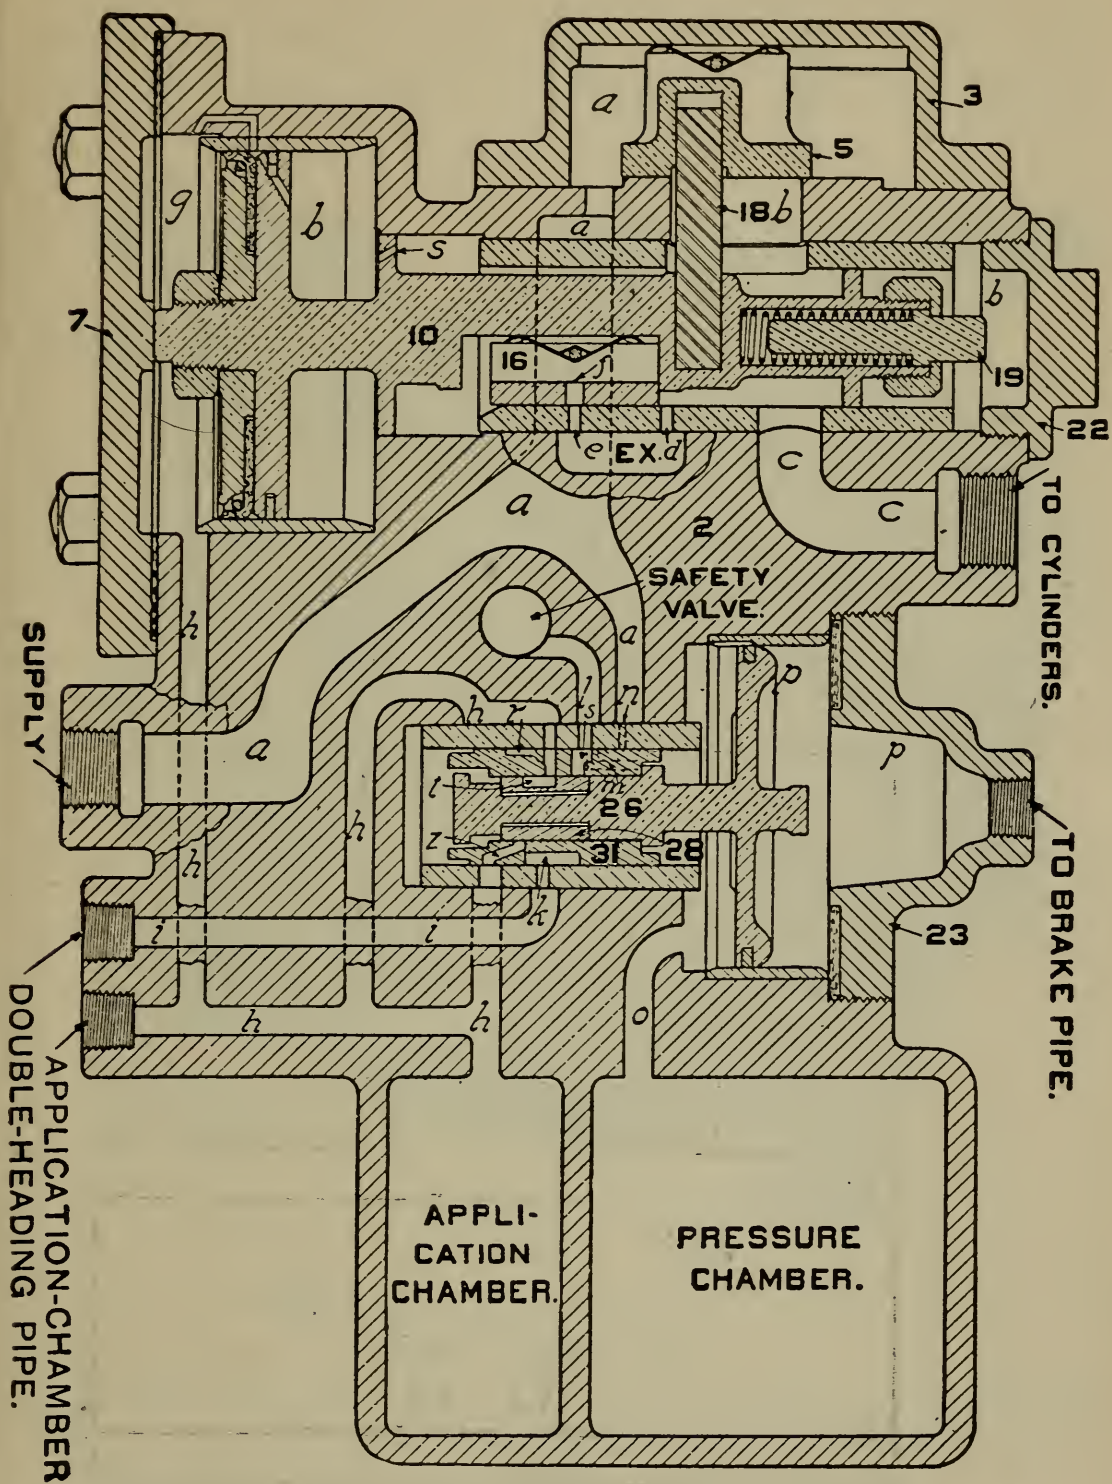 3
a
5
18 b
g
b
s
a
b
7
10
16
f
19
22
e EX. d
c
c
TO CYLINDERS.
a
2
SAFETY
VALVE.
h
a
SUPPLY
p
l
n
h
r
s
p
a
t
m
26
TO BRAKE PIPE.
h
z
31
28
h
k
i
i
23
o
h
h
APPLICATION-CHAMBER
DOUBLE-HEADING PIPE.
APPLI-
CATION
CHAMBER.
PRESSURE
CHAMBER.